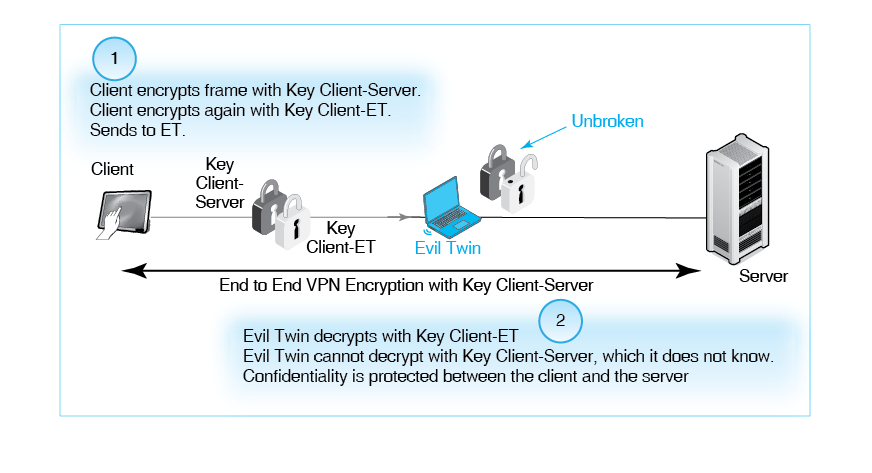 1
Client encrypts frame with Key Client-Server.
Client encrypts again with Key Client-ET.
Sends to ET.
Unbroken
Client
Key
Client-
Server
Key
Client-ET
Evil Twin
Server
End to End VPN Encryption with Key Client-Server
2
Evil Twin decrypts with Key Client-ET
Evil Twin cannot decrypt with Key Client-Server, which it does not know.
Confidentiality is protected between the client and the server